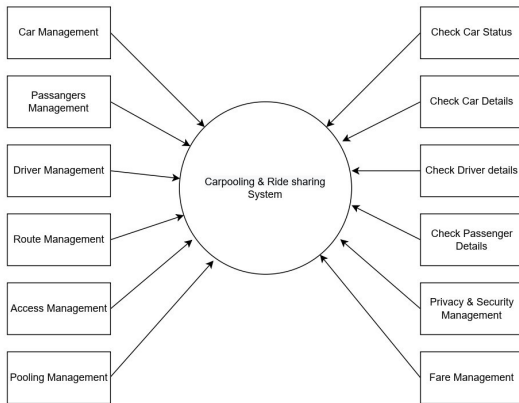 Car Management
Passangers
Management
Driver Management
Route Management
Access Management
Pooling Management
Carpooling & Ride sharing
System
Check Car Status
Check Car Details
Check Driver details
Check Passenger
Details
Privacy & Security
Management
Fare Management